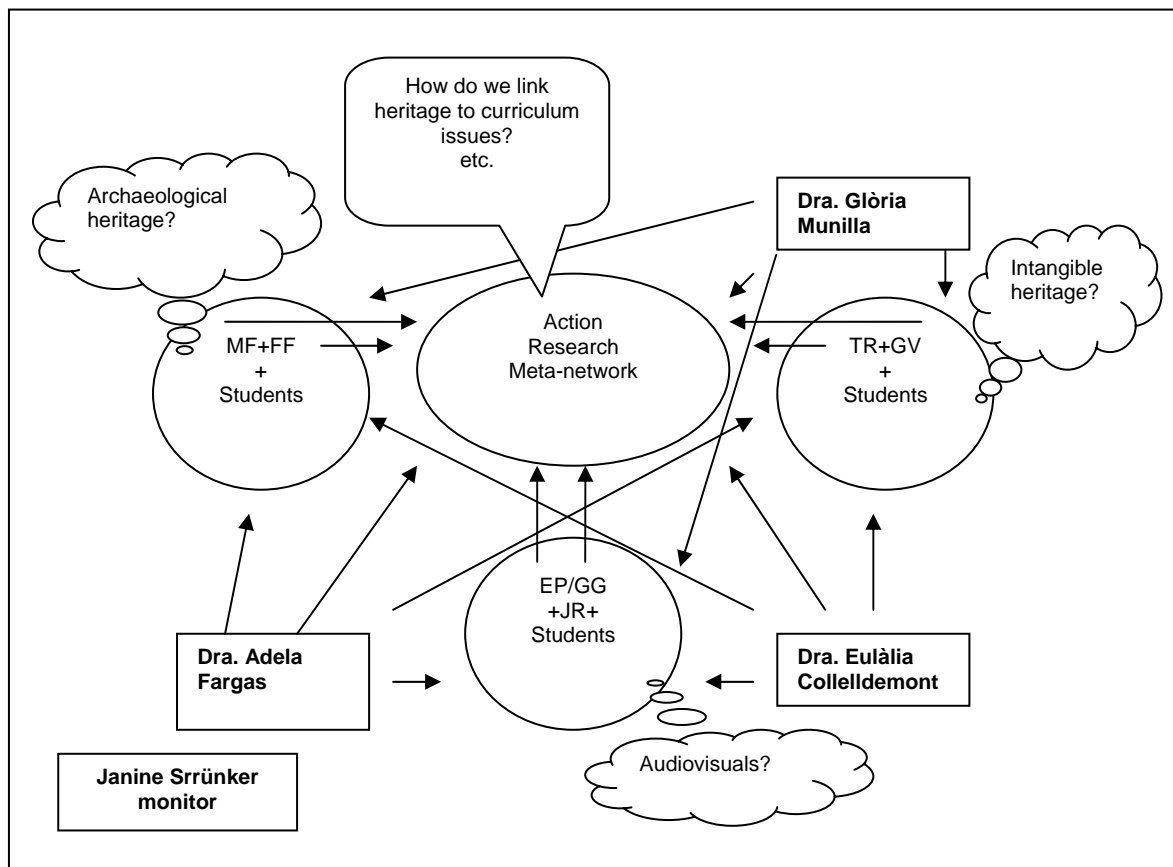 How do we link
heritage to curriculum
issues?
etc.
Archaeological
heritage?
Dra. Glòria
Munilla
Intangible
heritage?
Action
Research
Meta-network
MF+FF
+
Students
TR+GV
+
Students
EP/GG
+JR+
Students
Dra. Adela
Fargas
Dra. Eulàlia
Collelldemont
Audiovisuals?
Janine Srrünker
monitor